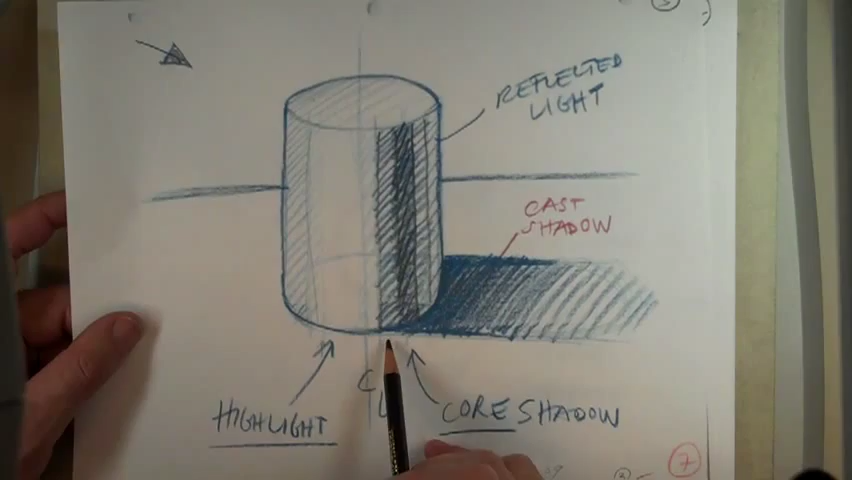 REFLECTED
LIGHT
CAST
SHADOW
HIGHLIGHT
CORE SHADOW
7